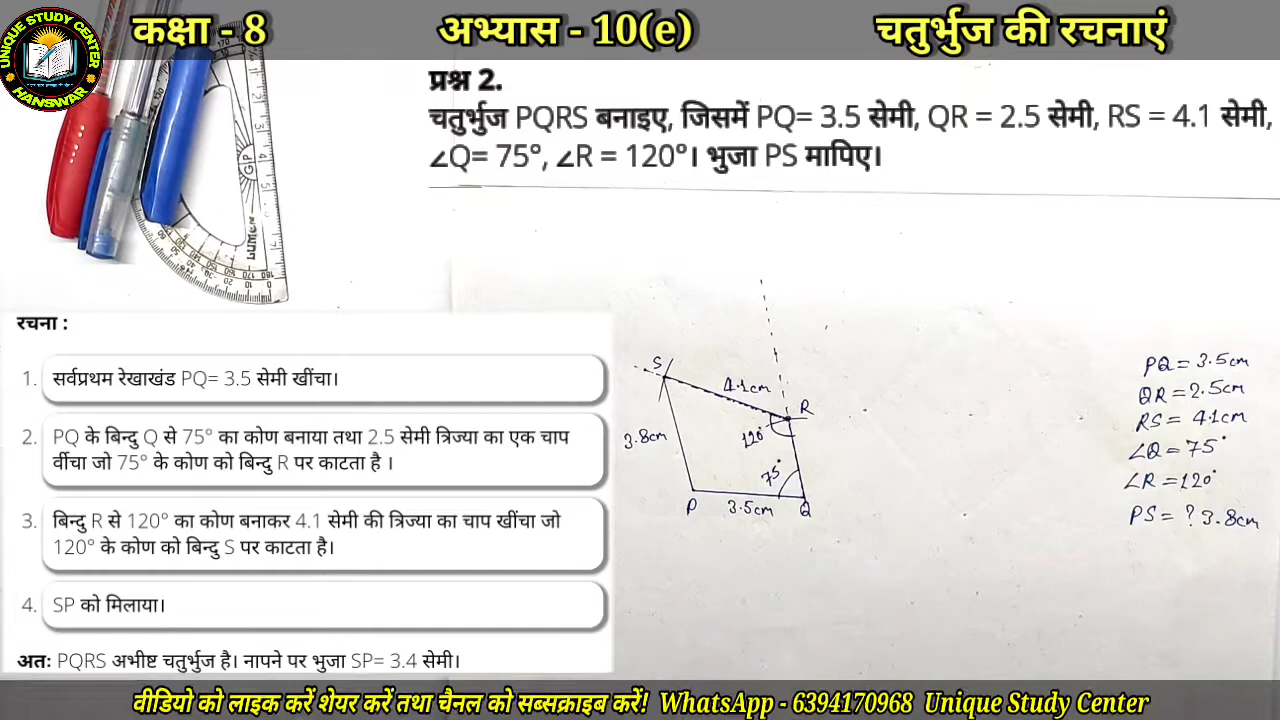 कक्षा - 8
अभ्यास - 10(e)
चतुर्भुज की रचनाएं
UNIQUE STUDY CENTER
HANSWAR
प्रश्न 2.
चतुर्भुज PQRS बनाइए, जिसमें PQ= 3.5 सेमी, QR = 2.5 सेमी, RS = 4.1 सेमी,
∠Q= 75°, ∠R = 120°। भुजा PS मापिए।
रचना :
1. सर्वप्रथम रेखाखंड PQ= 3.5 सेमी खींचा।
2. PQ के बिन्दु Q से 75° का कोण बनाया तथा 2.5 सेमी त्रिज्या का एक चाप
र्वीचा जो 75° के कोण को बिन्दु R पर काटता है ।
3. बिन्दु R से 120° का कोण बनाकर 4.1 सेमी की त्रिज्या का चाप खींचा जो
120° के कोण को बिन्दु S पर काटता है।
4. SP को मिलाया।
अतः PQRS अभीष्ट चतुर्भुज है। नापने पर भुजा SP= 3.4 सेमी।
S
4.1cm
R
120°
3.8cm
75°
P
3.5cm
Q
PQ = 3.5cm
QR = 2.5cm
RS = 4.1cm
∠Q = 75°
∠R = 120°
PS = ? 3.8cm
वीडियो को लाइक करें शेयर करें तथा चैनल को सब्सक्राइब करें! WhatsApp - 6394170968 Unique Study Center